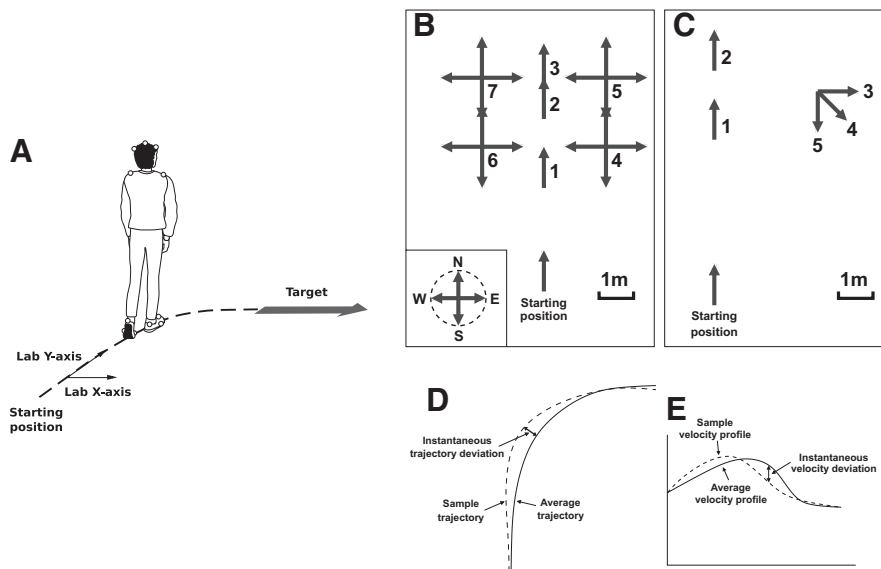 A
Target
Lab Y-axis
Lab X-axis
Starting
position
B
3
7
5
2
6
1
4
N
W
E
S
Starting
position
1m
C
2
3
1
4
5
Starting
position
1m
D
Instantaneous
trajectory deviation
Sample
trajectory
Average
trajectory
E
Sample
velocity profile
Instantaneous
velocity deviation
Average
velocity profile